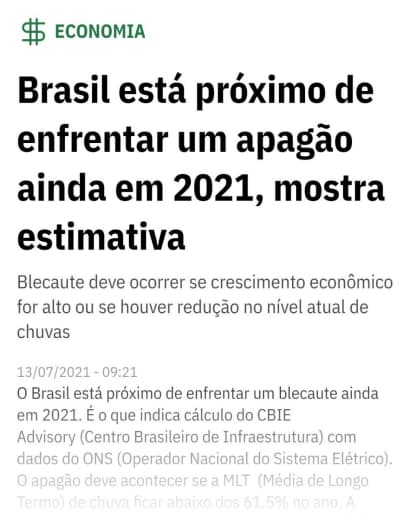 ECONOMIA
Brasil está próximo de
enfrentar um apagão
ainda em 2021, mostra
estimativa
Blecaute deve ocorrer se crescimento econômico
for alto ou se houver redução no nível atual de
chuvas
13/07/2021 - 09:21
O Brasil está próximo de enfrentar um blecaute ainda
em 2021. É o que indica cálculo do CBIE
Advisory (Centro Brasileiro de Infraestrutura) com
dados do ONS (Operador Nacional do Sistema Elétrico).
O apagão deve acontecer se a MLT (Média de Longo
Termo) de chuva ficar abaixo dos 61,5% no ano. A